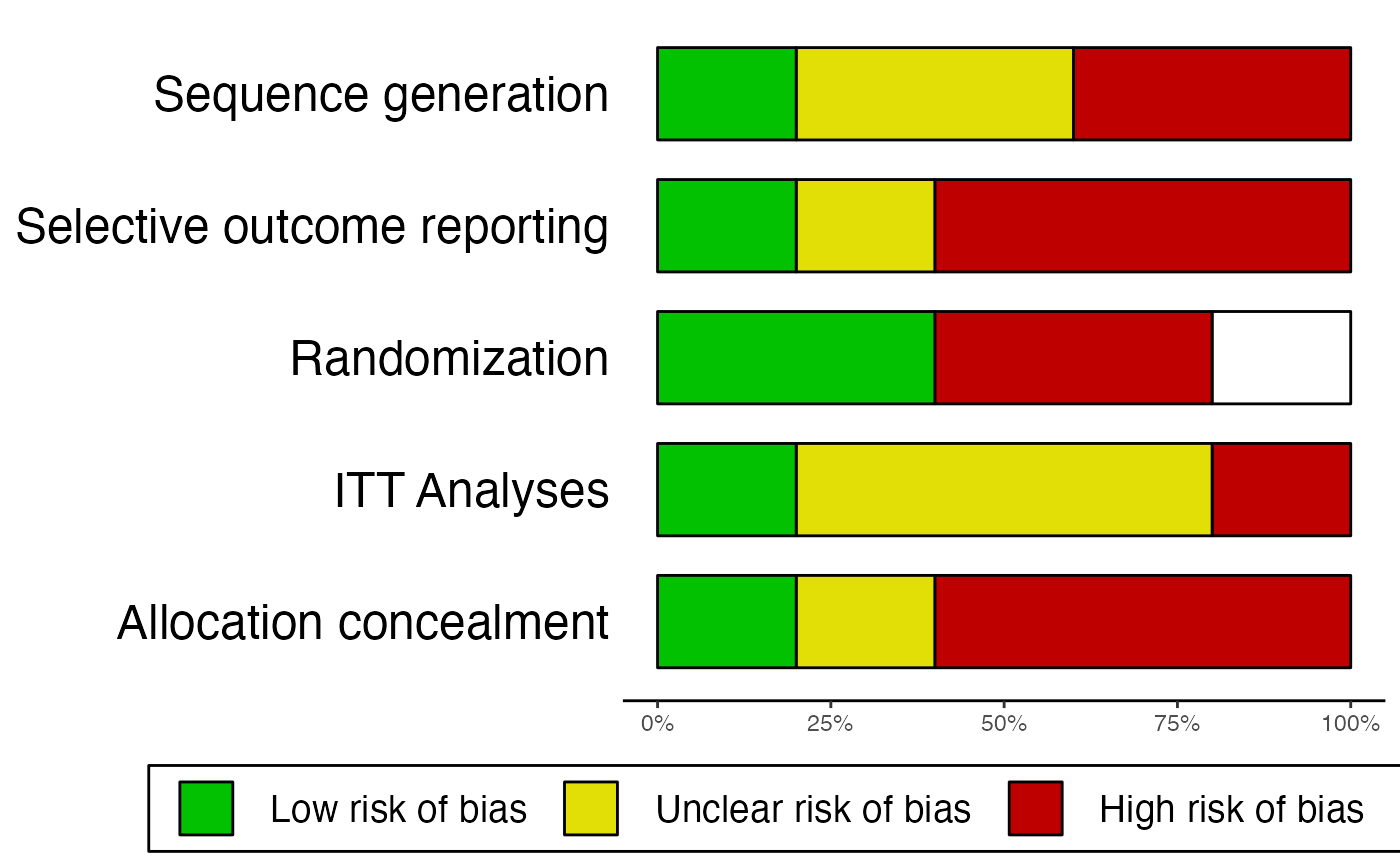 Sequence generation
Selective outcome reporting
Randomization
ITT Analyses
Allocation concealment
0% 25% 50% 75% 100%
Low risk of bias Unclear risk of bias High risk of bias